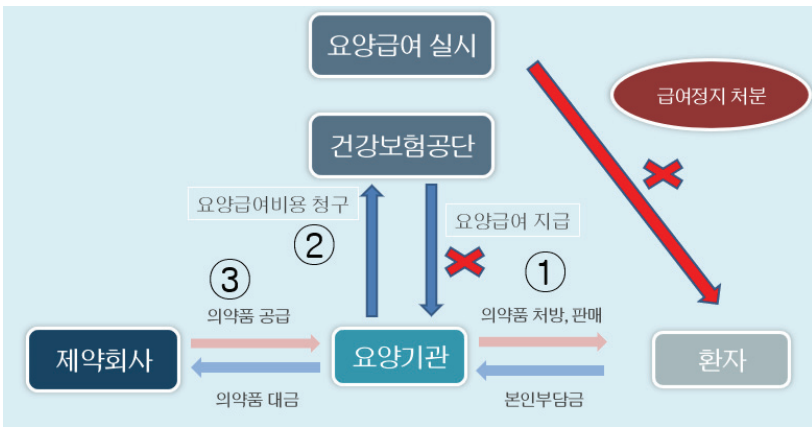 요양급여 실시
급여정지 처분
건강보험공단
요양급여비용 청구
요양급여 지급
②
①
③
의약품 공급
의약품 처방, 판매
제약회사
요양기관
환자
의약품 대금
본인부담금